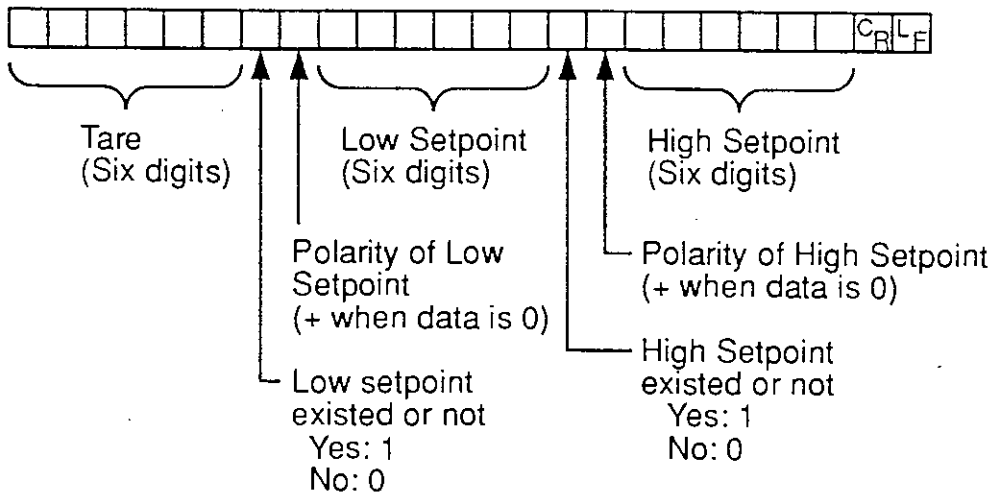 CR LF
Tare
(Six digits)
Low Setpoint
(Six digits)
High Setpoint
(Six digits)
Polarity of Low
Setpoint
(+ when data is 0)
Polarity of High Setpoint
(+ when data is 0)
Low setpoint
existed or not
Yes: 1
No: 0
High Setpoint
existed or not
Yes: 1
No: 0